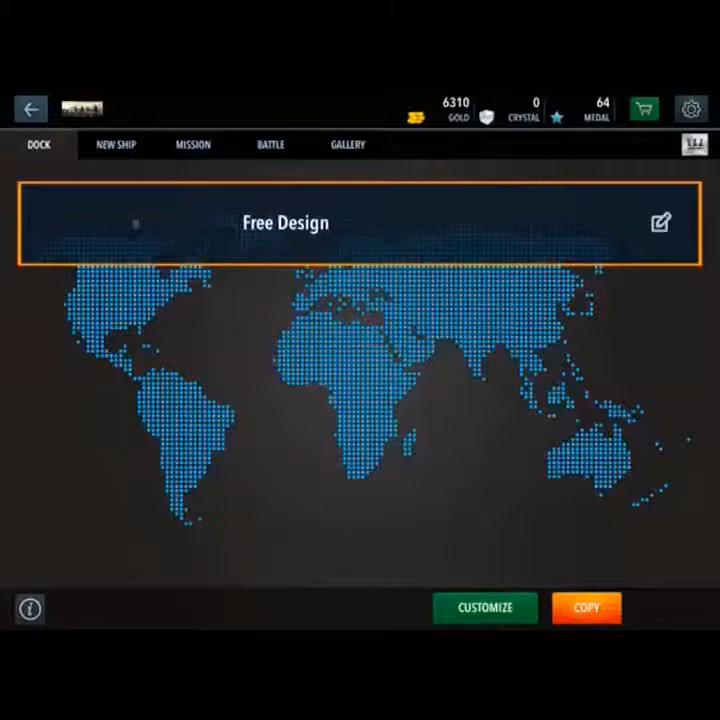 6310 0 64
GOLD CRYSTAL MEDAL
DOCK NEW SHIP MISSION BATTLE GALLERY
Free Design
CUSTOMIZE COPY